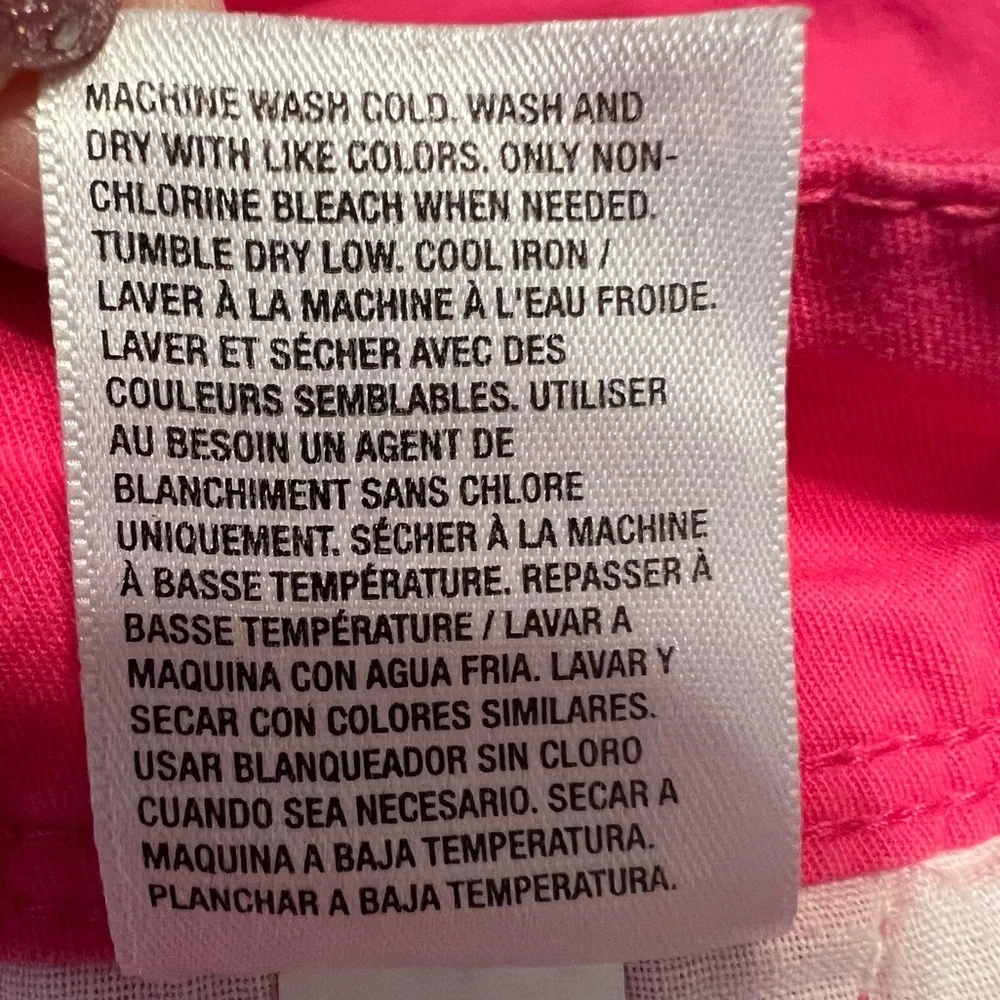 MACHINE WASH COLD. WASH AND
DRY WITH LIKE COLORS. ONLY NON-
CHLORINE BLEACH WHEN NEEDED.
TUMBLE DRY LOW. COOL IRON /
LAVER À LA MACHINE À L'EAU FROIDE.
LAVER ET SÉCHER AVEC DES
COULEURS SEMBLABLES. UTILISER
AU BESOIN UN AGENT DE
BLANCHIMENT SANS CHLORE
UNIQUEMENT. SÉCHER À LA MACHINE
À BASSE TEMPÉRATURE. REPASSER À
BASSE TEMPÉRATURE / LAVAR A
MAQUINA CON AGUA FRIA. LAVAR Y
SECAR CON COLORES SIMILARES.
USAR BLANQUEADOR SIN CLORO
CUANDO SEA NECESARIO. SECAR A
MAQUINA A BAJA TEMPERATURA.
PLANCHAR A BAJA TEMPERATURA.